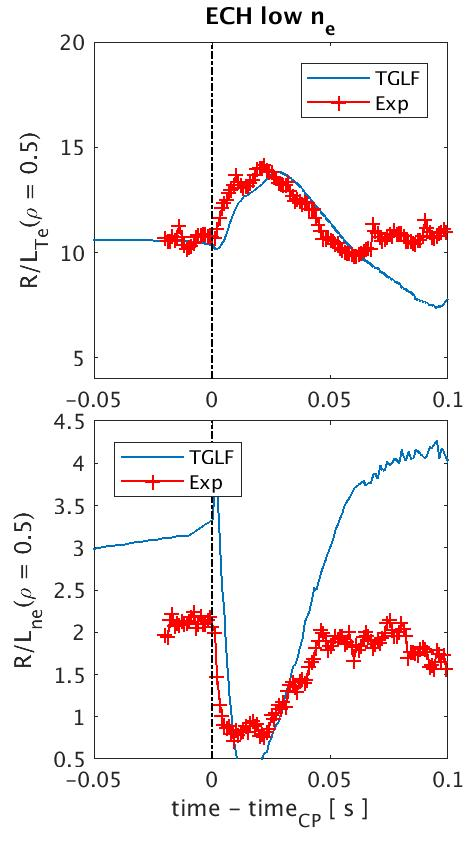 ECH low n_e
20
15
10
5
R/L_Te(ρ = 0.5)
TGLF
Exp
−0.05
0
0.05
0.1
4.5
4
3.5
3
2.5
2
1.5
1
0.5
R/L_ne(ρ = 0.5)
TGLF
Exp
−0.05
0
0.05
0.1
time − time_CP [ s ]